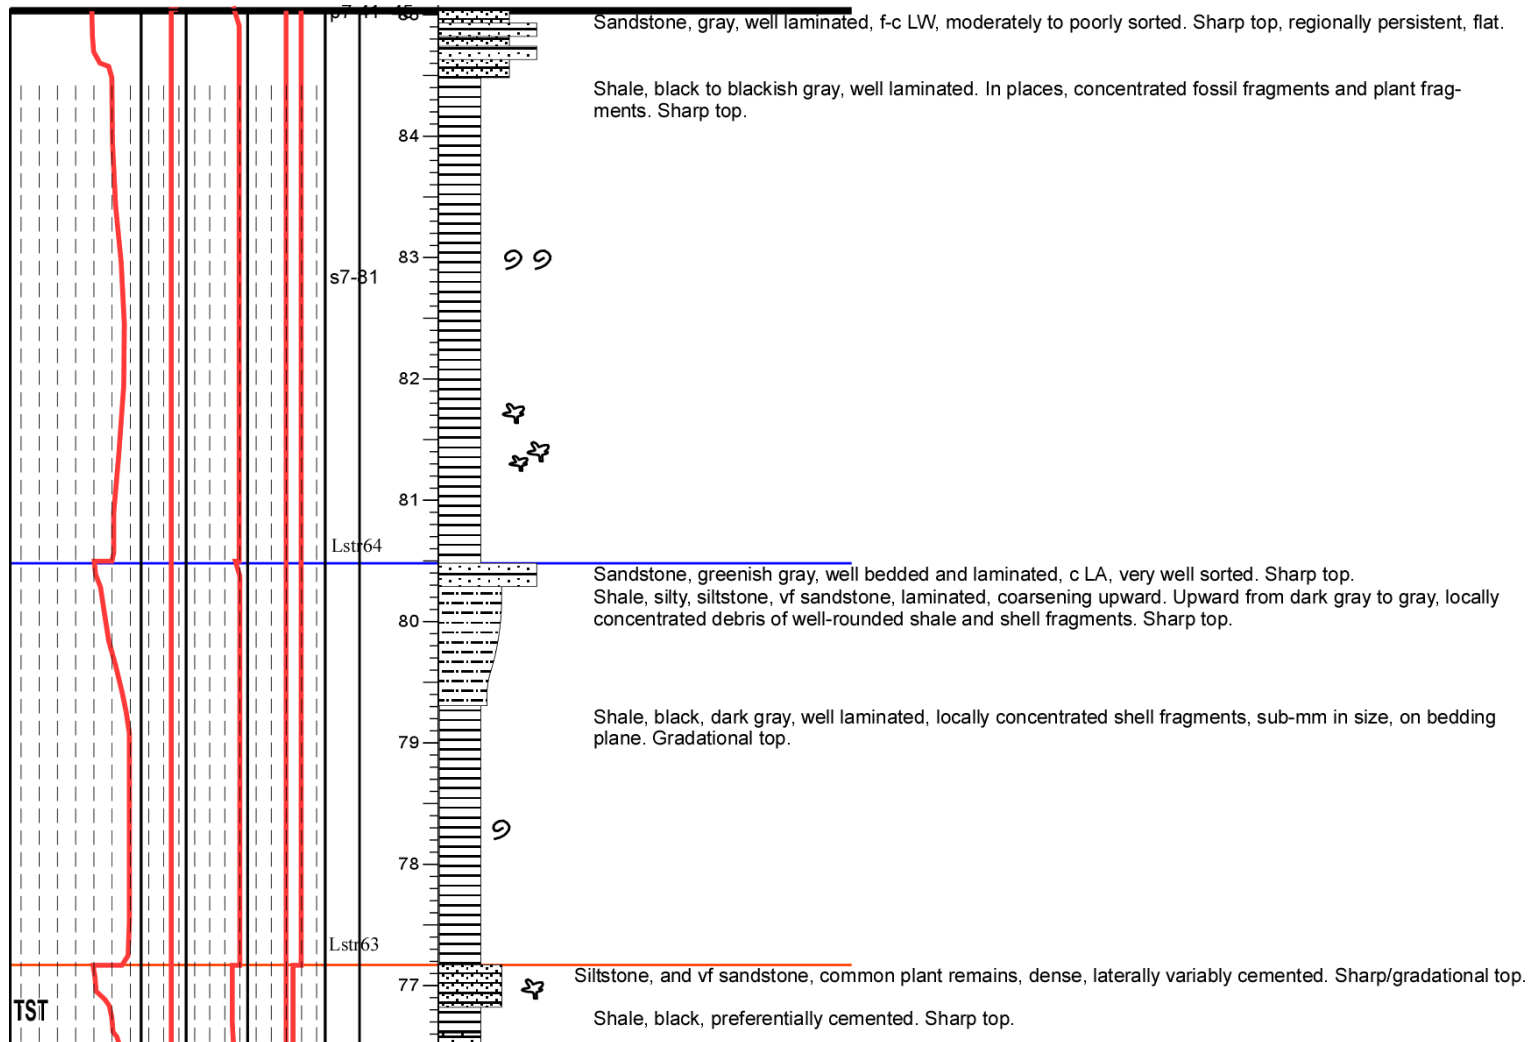 Sandstone, gray, well laminated, f-c LW, moderately to poorly sorted. Sharp top, regionally persistent, flat.
Shale, black to blackish gray, well laminated. In places, concentrated fossil fragments and plant frag-
ments. Sharp top.
84
83
s7-81
82
81
Lstr64
Sandstone, greenish gray, well bedded and laminated, c LA, very well sorted. Sharp top.
Shale, silty, siltstone, vf sandstone, laminated, coarsening upward. Upward from dark gray to gray, locally
80
concentrated debris of well-rounded shale and shell fragments. Sharp top.
Shale, black, dark gray, well laminated, locally concentrated shell fragments, sub-mm in size, on bedding
79
plane. Gradational top.
78
Lstr63
Siltstone, and vf sandstone, common plant remains, dense, laterally variably cemented. Sharp/gradational top.
77
TST
Shale, black, preferentially cemented. Sharp top.